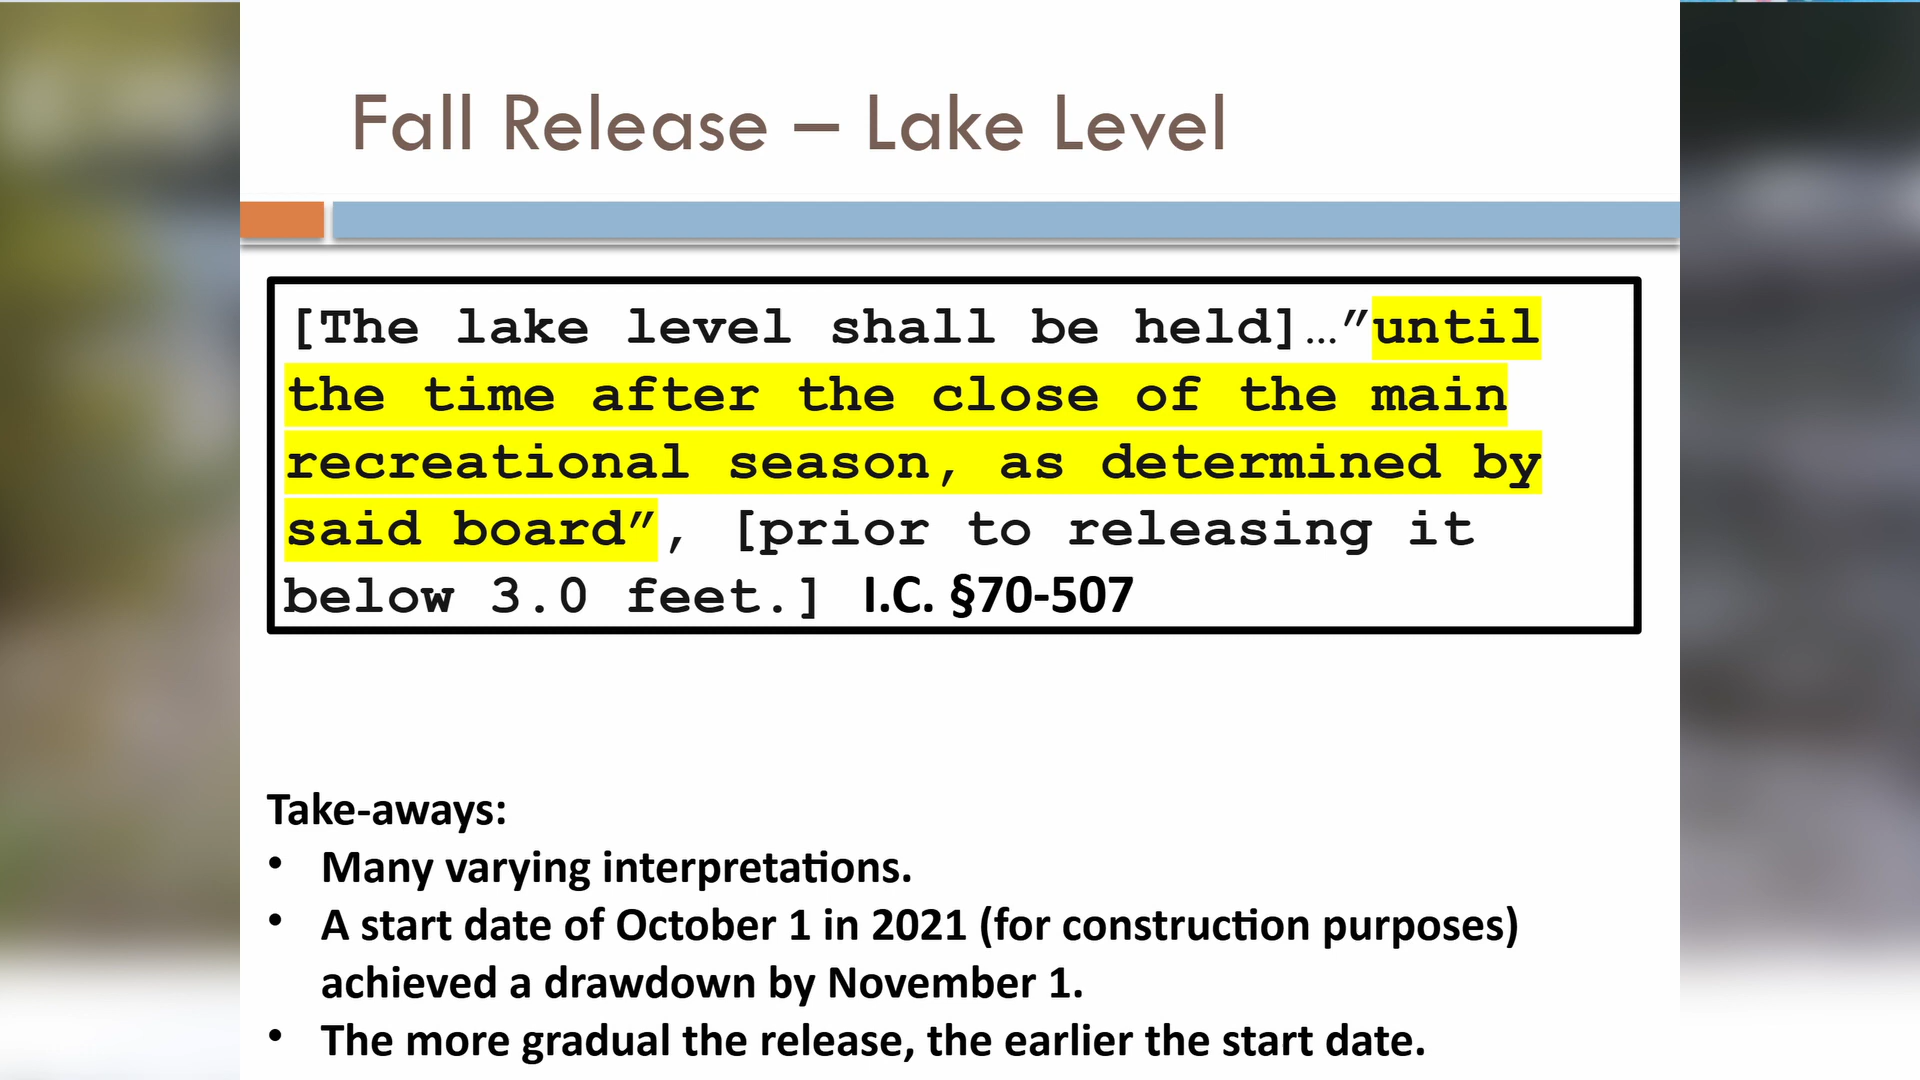 Fall Release – Lake Level
[The lake level shall be held]…”until
the time after the close of the main
recreational season, as determined by
said board”, [prior to releasing it
below 3.0 feet.] I.C. §70-507
Take-aways:
• Many varying interpretations.
• A start date of October 1 in 2021 (for construction purposes)
achieved a drawdown by November 1.
• The more gradual the release, the earlier the start date.